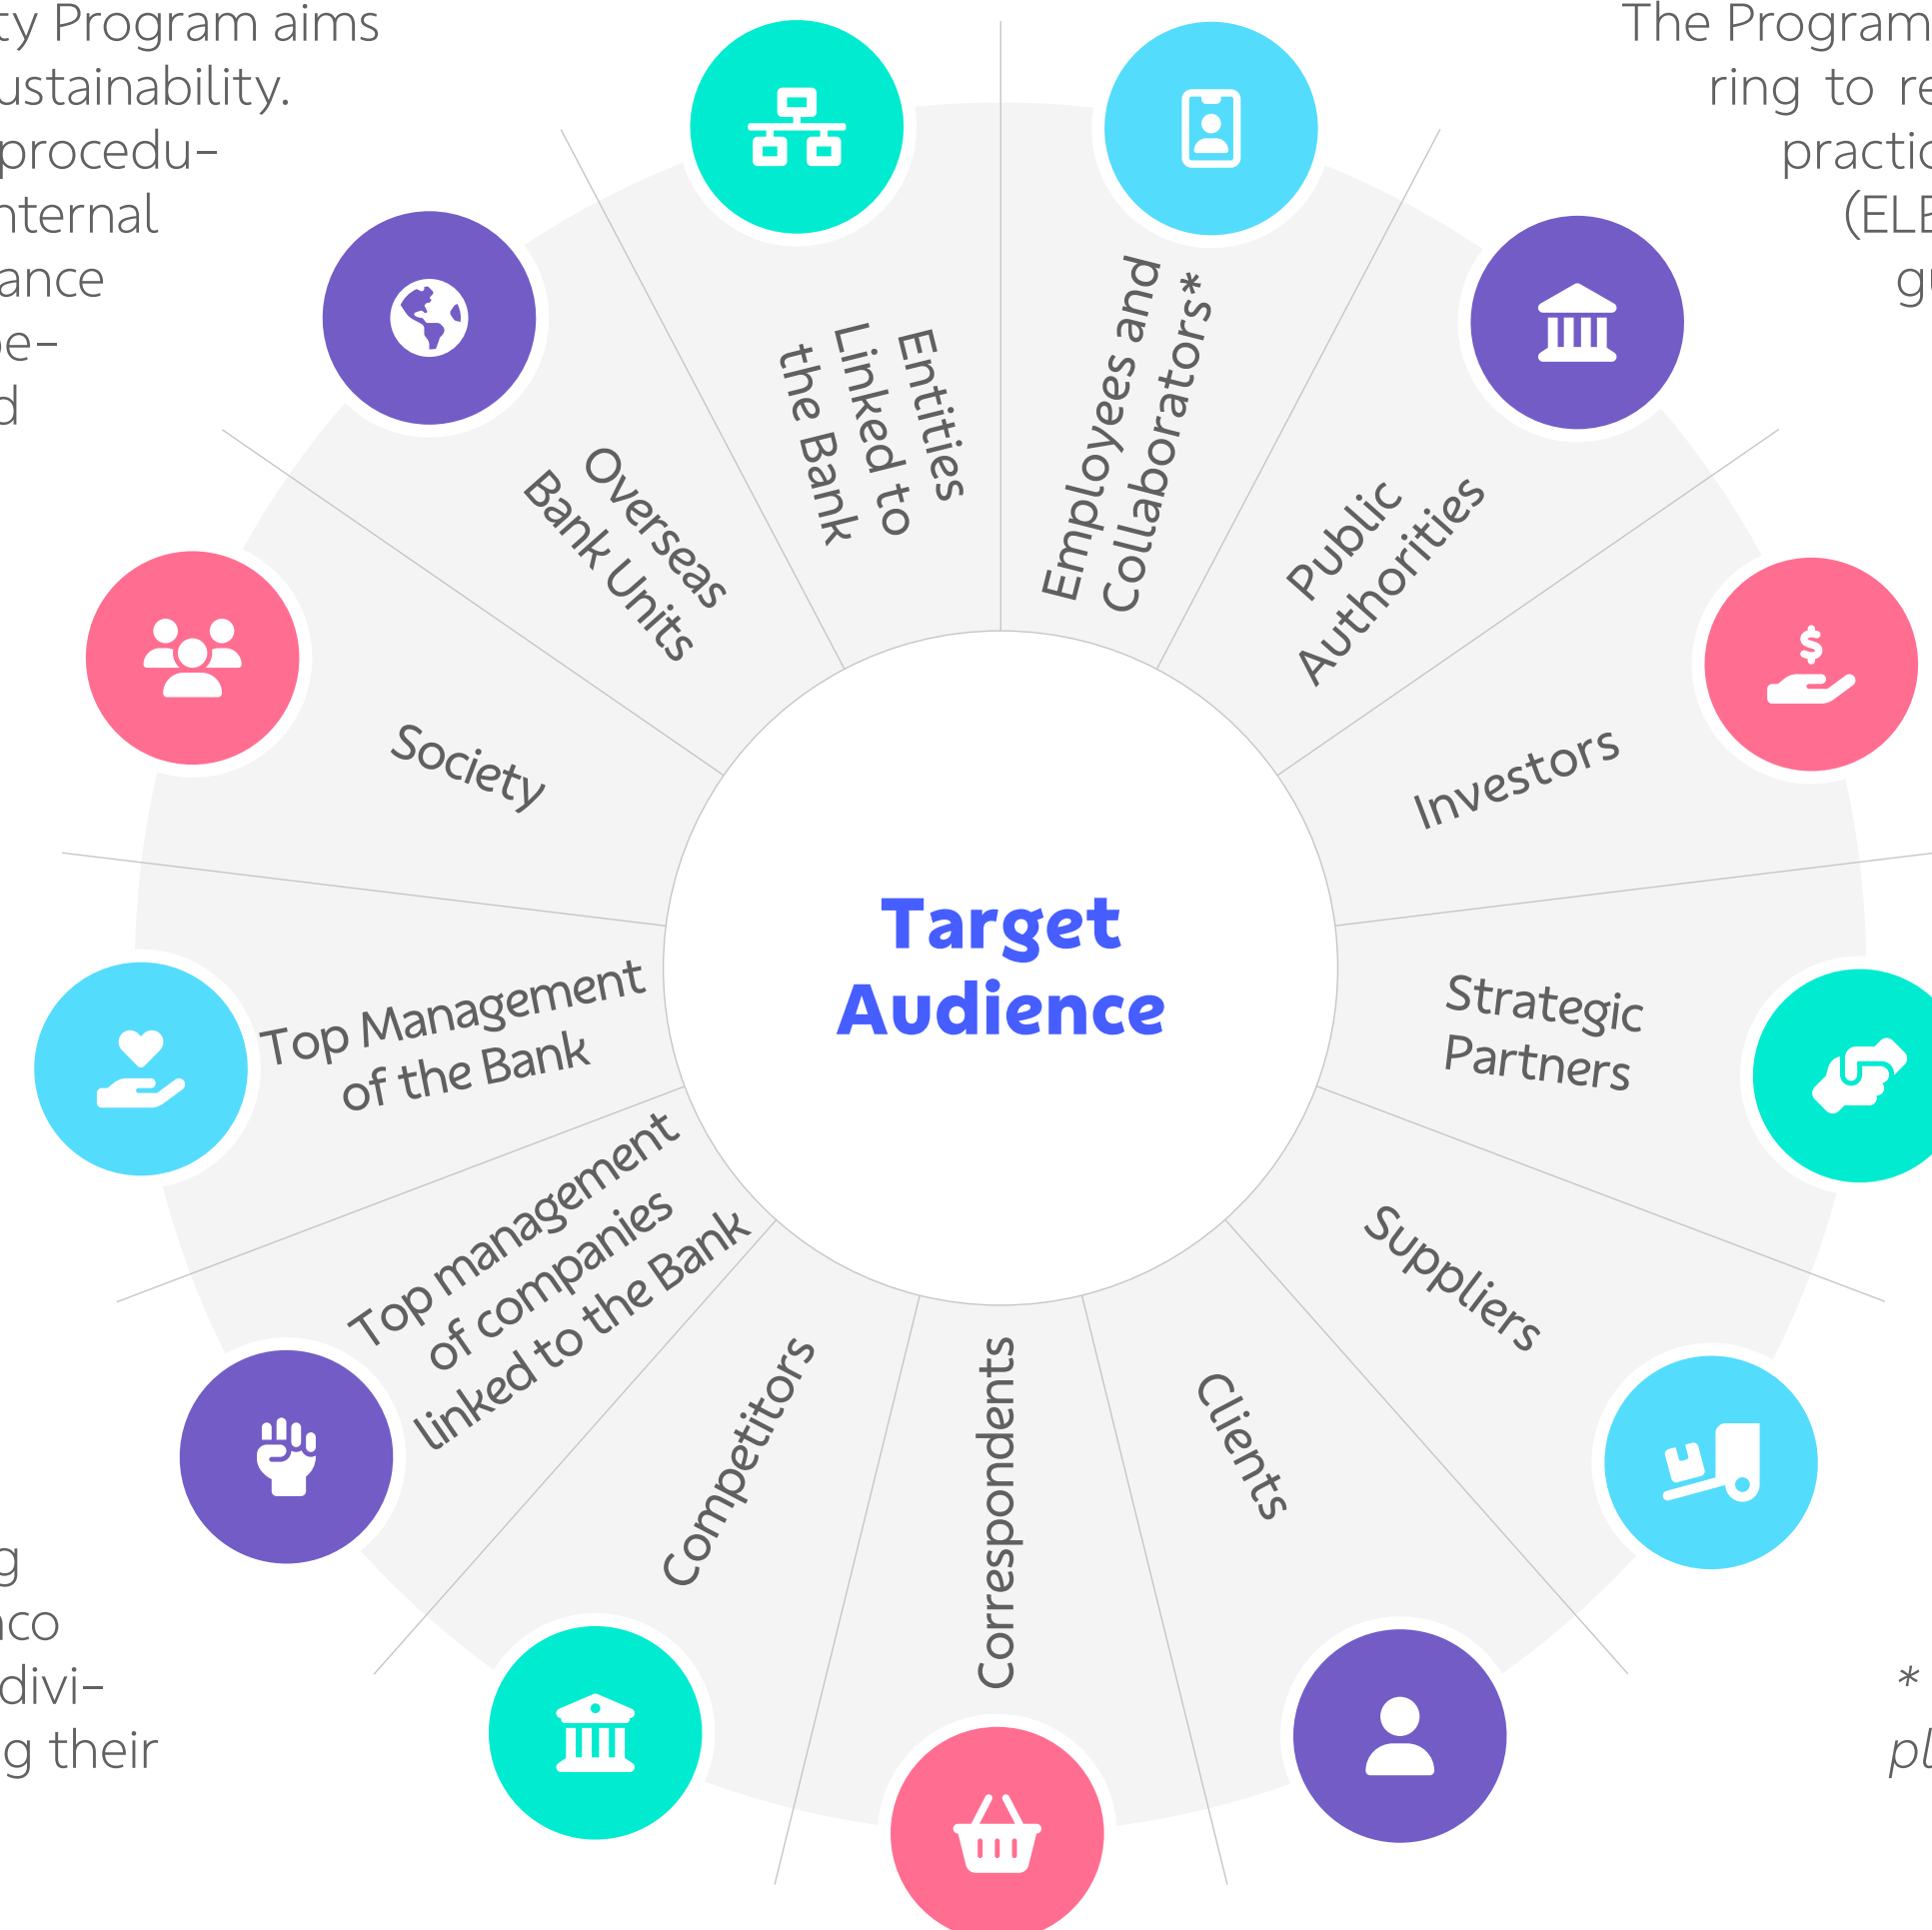 ty Program aims
ustainability.
procedu-
nternal
ance
pe-
d
The Program
ring to re
practic
(ELE
gu
Entities
Linked to
the Bank
Employees and
Collaborators*
Public
Authorities
Investors
Strategic
Partners
Suppliers
Clients
Correspondents
Competitors
Top management
of companies
linked to the Bank
Top Management
of the Bank
Society
Overseas
Bank Units
Target
Audience
g
nco
divi-
g their
*
pl